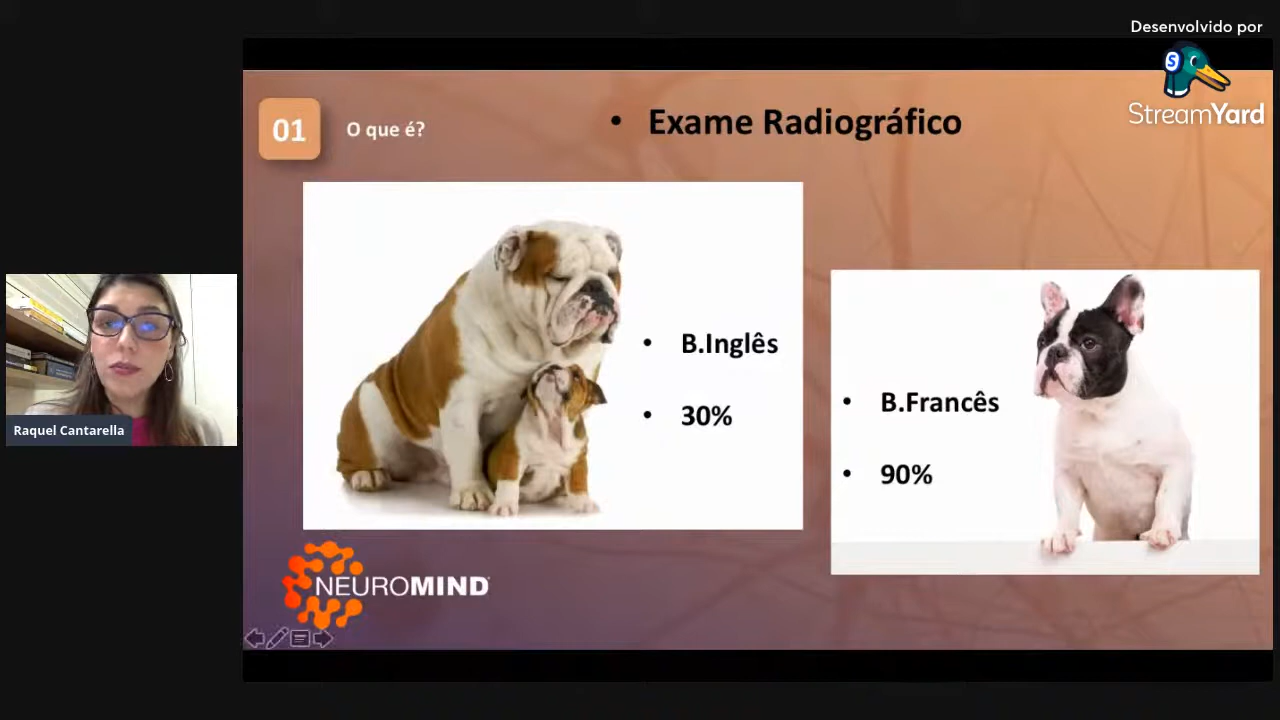 Desenvolvido por
StreamYard
01
O que é?
• Exame Radiográfico
• B.Inglês
• 30%
• B.Francês
• 90%
Raquel Cantarella
NEUROMIND